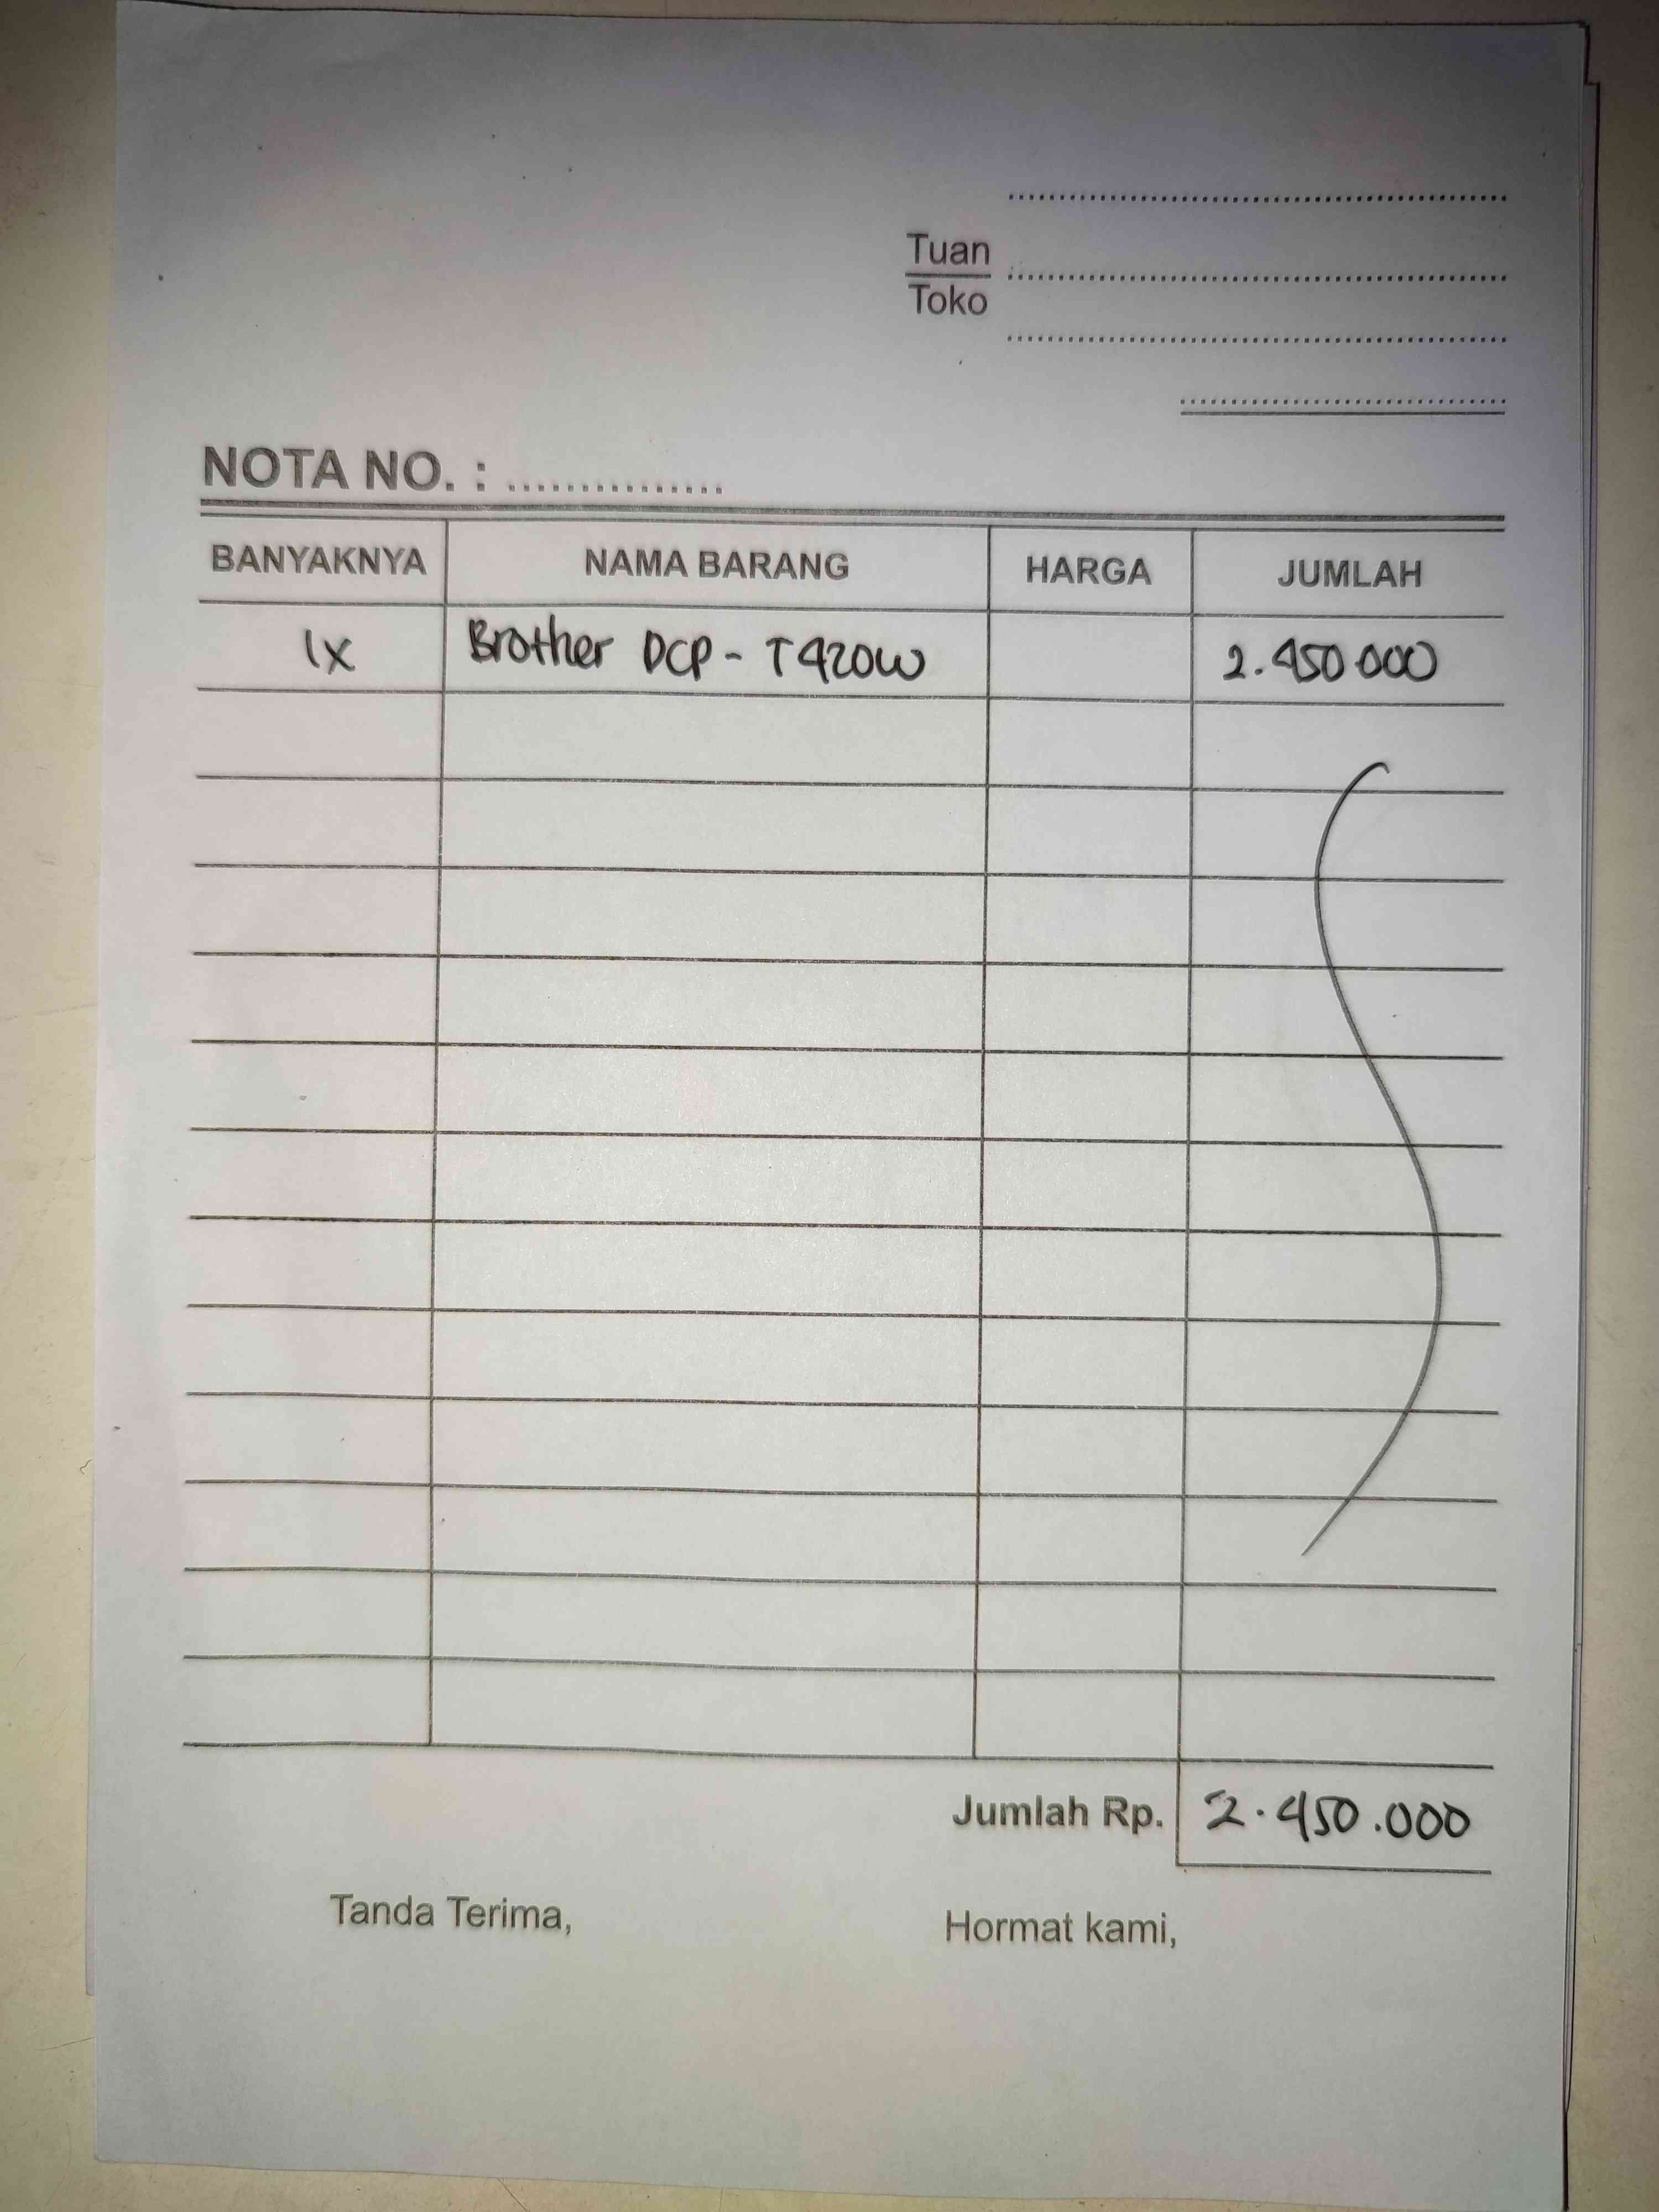 Tuan
Toko
NOTA NO. : ...............
BANYAKNYA NAMA BARANG HARGA JUMLAH
1x Brother DCP - T420W 2.450.000
Jumlah Rp. 2.450.000
Tanda Terima, Hormat kami,